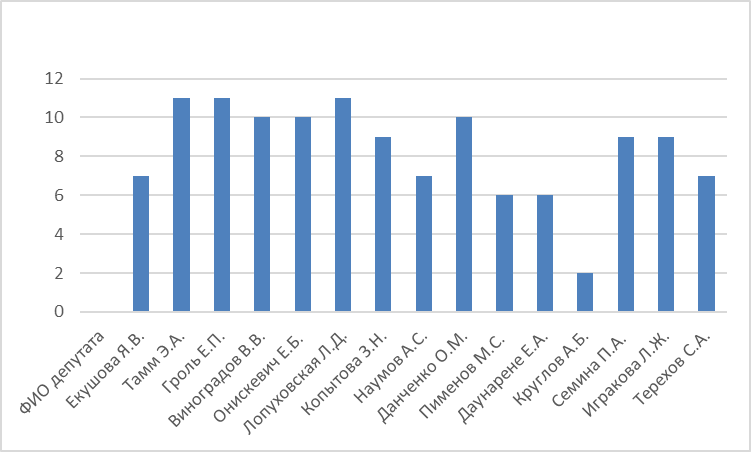 12
10
8
6
4
2
0
ФИО депутата
Екушова Я.В.
Тамм Э.А.
Гроль Е.П.
Виноградов В.В.
Онискевич Е.Б.
Лопуховская Л.Д.
Копытова З.Н.
Наумов А.С.
Данченко О.М.
Пименов М.С.
Даунарене Е.А.
Круглов А.Б.
Семина П.А.
Игракова Л.Ж.
Терехов С.А.